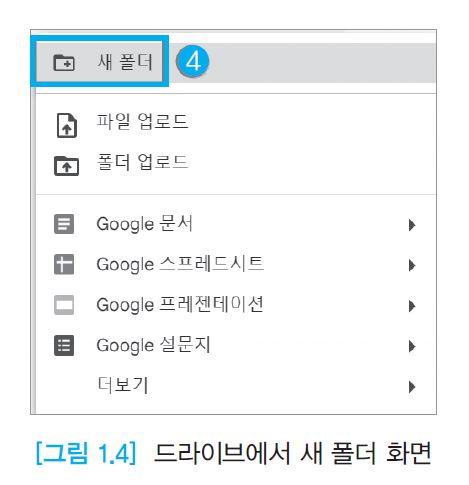 새 폴더 4
파일 업로드
폴더 업로드
Google 문서
Google 스프레드시트
Google 프레젠테이션
Google 설문지
더보기
[그림 1.4] 드라이브에서 새 폴더 화면